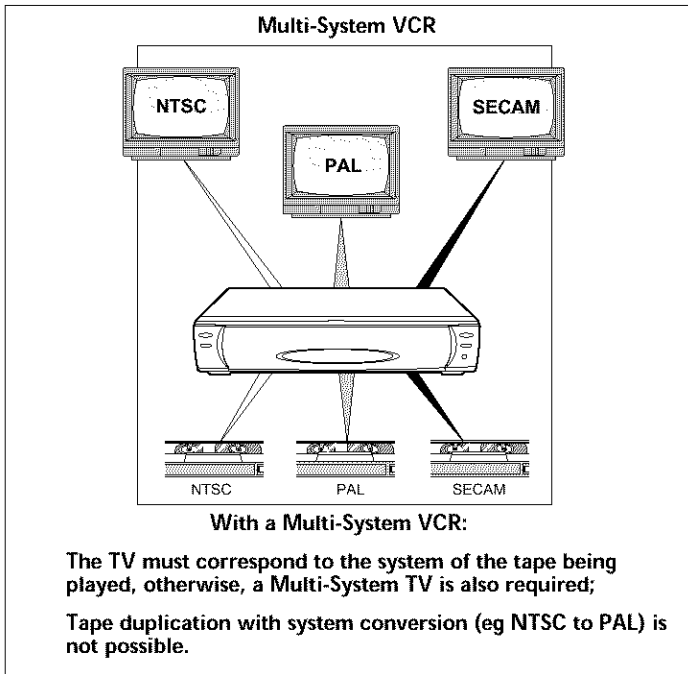 Multi-System VCR
NTSC
SECAM
PAL
NTSC
PAL
SECAM
With a Multi-System VCR:
The TV must correspond to the system of the tape being
played, otherwise, a Multi-System TV is also required;
Tape duplication with system conversion (eg NTSC to PAL) is
not possible.